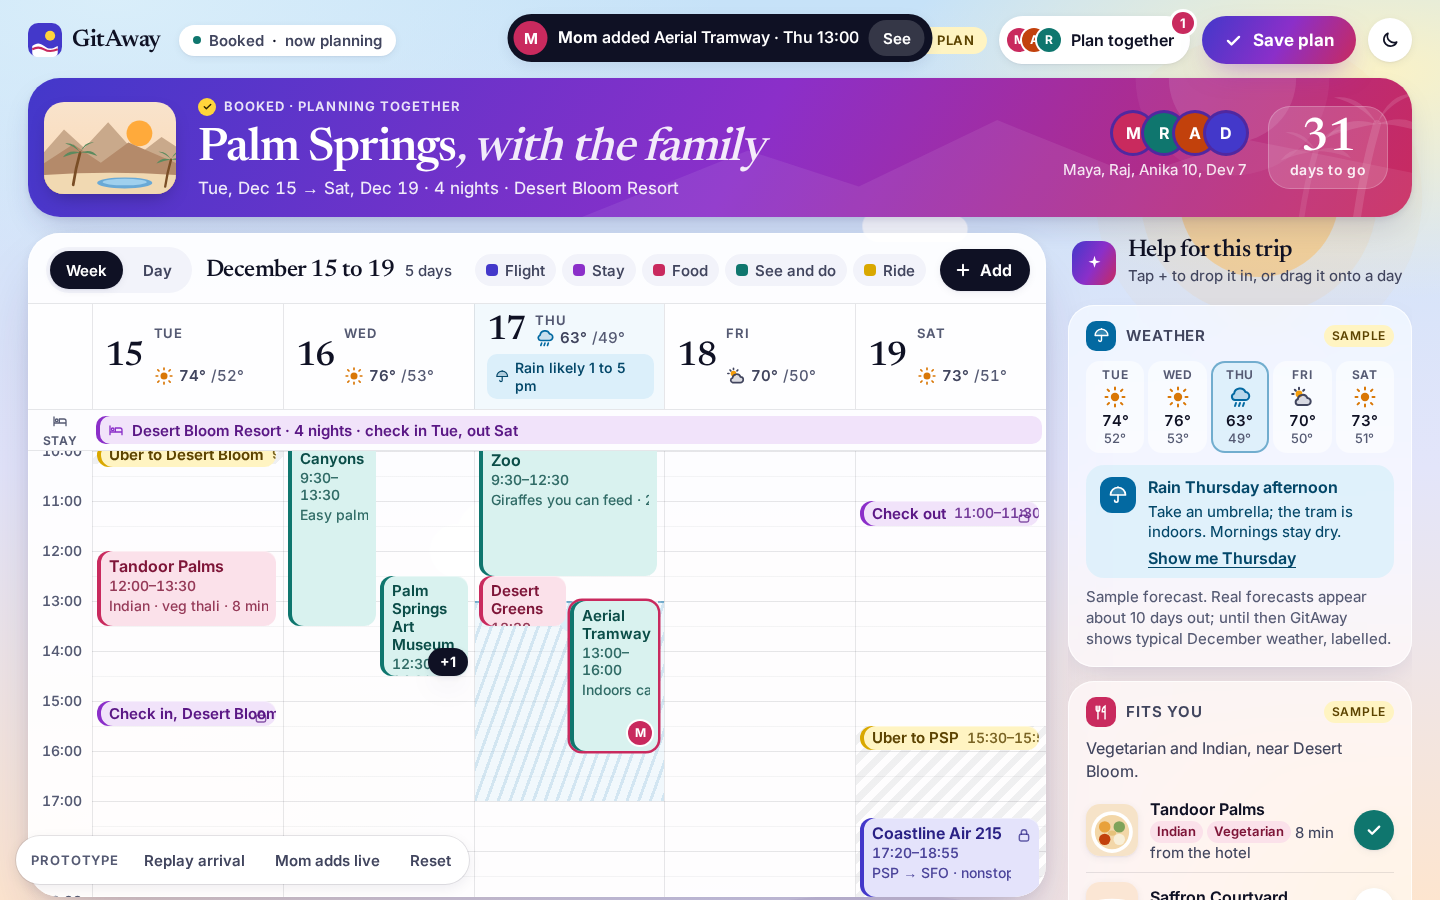 GitAway
Booked · now planning
M
Mom added Aerial Tramway · Thu 13:00
See
PLAN
R
Plan together
1
Save plan
BOOKED · PLANNING TOGETHER
Palm Springs, with the family
Tue, Dec 15 → Sat, Dec 19 · 4 nights · Desert Bloom Resort
M R A D
Maya, Raj, Anika 10, Dev 7
31
days to go
Week
Day
December 15 to 19 5 days
Flight
Stay
Food
See and do
Ride
+ Add
15 TUE
74° /52°
16 WED
76° /53°
17 THU
63° /49°
Rain likely 1 to 5
pm
18 FRI
70° /50°
19 SAT
73° /51°
STAY
Desert Bloom Resort · 4 nights · check in Tue, out Sat
10:00
11:00
12:00
13:00
14:00
15:00
16:00
17:00
Uber to Desert Bloom
Tandoor Palms
12:00–13:30
Indian · veg thali · 8 min
Check in, Desert Bloom
Canyons
9:30–
13:30
Easy palm
Palm
Springs
Art
Museum
12:30
+1
Zoo
9:30–12:30
Giraffes you can feed ·
Desert
Greens
Aerial
Tramway
13:00–
16:00
Indoors ca
M
Check out 11:00–11:30
Uber to PSP 15:30–15:
Coastline Air 215
17:20–18:55
PSP → SFO · nonstop
PROTOTYPE
Replay arrival
Mom adds live
Reset
Help for this trip
Tap + to drop it in, or drag it onto a day
WEATHER
SAMPLE
TUE
74°
52°
WED
76°
53°
THU
63°
49°
FRI
70°
50°
SAT
73°
51°
Rain Thursday afternoon
Take an umbrella; the tram is
indoors. Mornings stay dry.
Show me Thursday
Sample forecast. Real forecasts appear
about 10 days out; until then GitAway
shows typical December weather, labelled.
FITS YOU
SAMPLE
Vegetarian and Indian, near Desert
Bloom.
Tandoor Palms
Indian Vegetarian 8 min
from the hotel
Saffron Courtyard